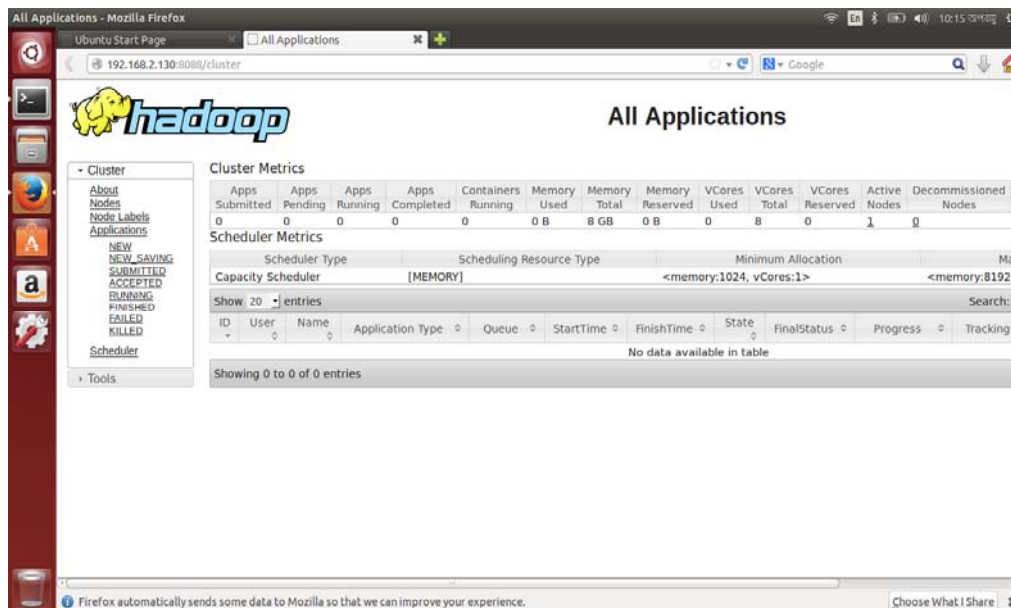 All Applications - Mozilla Firefox
En 10:15 অপরাহ্ণ
Ubuntu Start Page
All Applications
192.168.2.130:8088/cluster
Google
hadoop
All Applications
Cluster
About
Nodes
Node Labels
Applications
NEW
NEW_SAVING
SUBMITTED
ACCEPTED
RUNNING
FINISHED
FAILED
KILLED
Scheduler
Tools
Cluster Metrics
Apps Submitted Apps Pending Apps Running Apps Completed Containers Running Memory Used Memory Total Memory Reserved VCores Used VCores Total VCores Reserved Active Nodes Decommissioned Nodes
0 0 0 0 0 0 B 8 GB 0 B 0 8 0 1 0
Scheduler Metrics
Scheduler Type Scheduling Resource Type Minimum Allocation Ma
Capacity Scheduler [MEMORY] <memory:1024, vCores:1> <memory:8192
Show 20 entries Search:
ID User Name Application Type Queue StartTime FinishTime State FinalStatus Progress Tracking
No data available in table
Showing 0 to 0 of 0 entries
Firefox automatically sends some data to Mozilla so that we can improve your experience. Choose What I Share